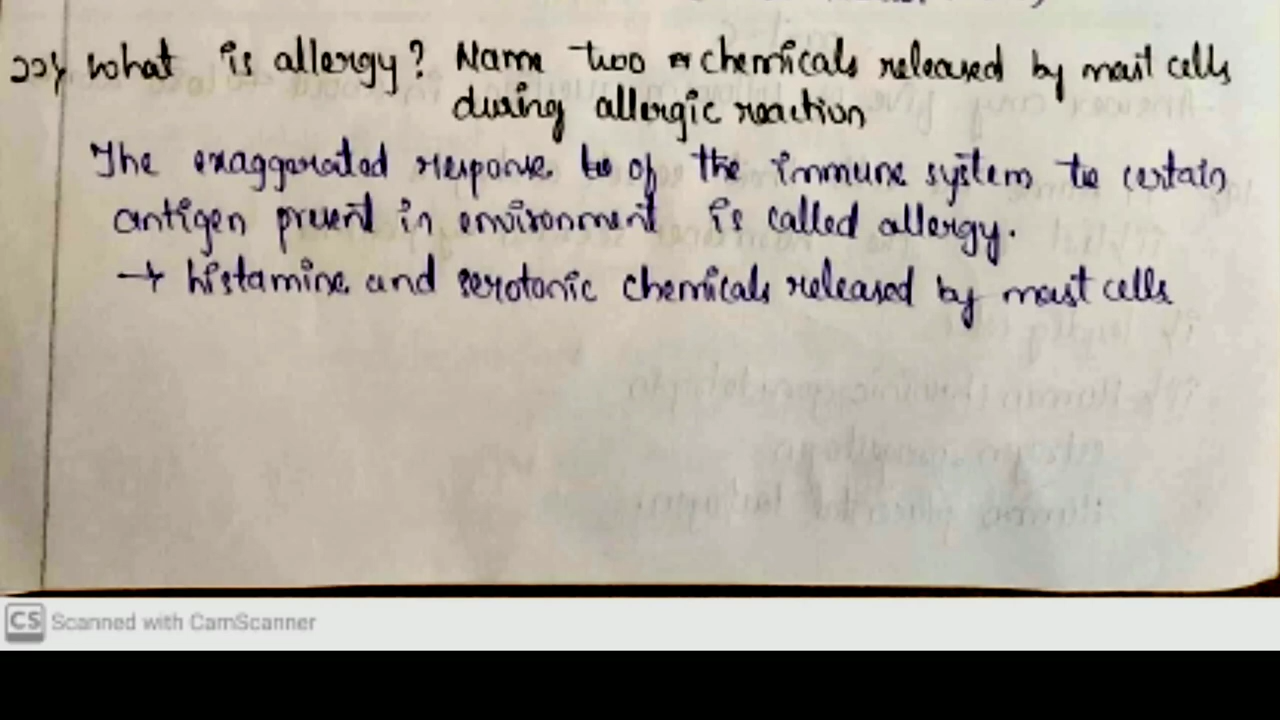 22) What is allergy? Name two chemicals released by mast cells
during allergic reaction
The exaggerated response to of the immune system to certain
antigen present in environment is called allergy.
→ histamine and serotonic chemicals released by mast cells
CS Scanned with CamScanner